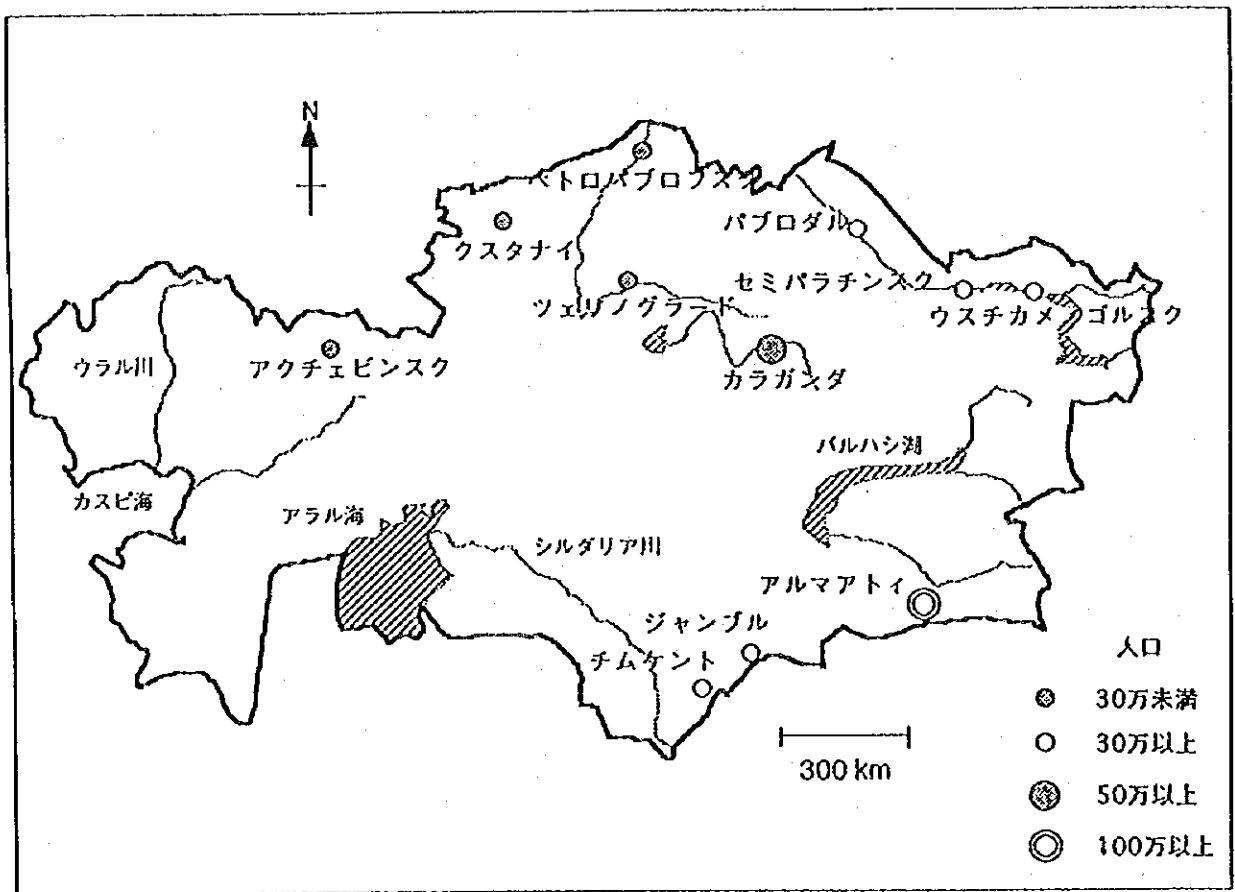 N
ペトロパブロフスク
クスタナイ
パブロダル
セミパラチンスク
ツェリノグラード
ウスチカメノゴルスク
ウラル川
アクチェビンスク
カラガンダ
バルハシ湖
カスピ海
アラル海
シルダリア川
アルマアトィ
ジャンブル
チムケント
人口
30万未満
30万以上
50万以上
100万以上
300 km